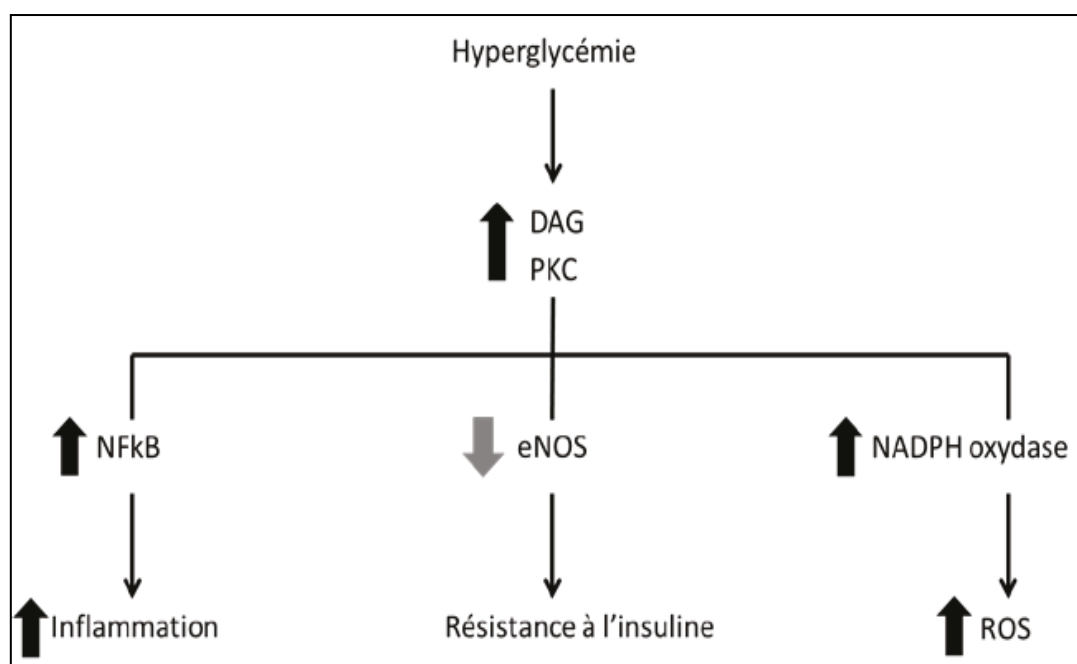 Hyperglycémie
DAG
PKC
NFkB
eNOS
NADPH oxydase
Inflammation
Résistance à l'insuline
ROS